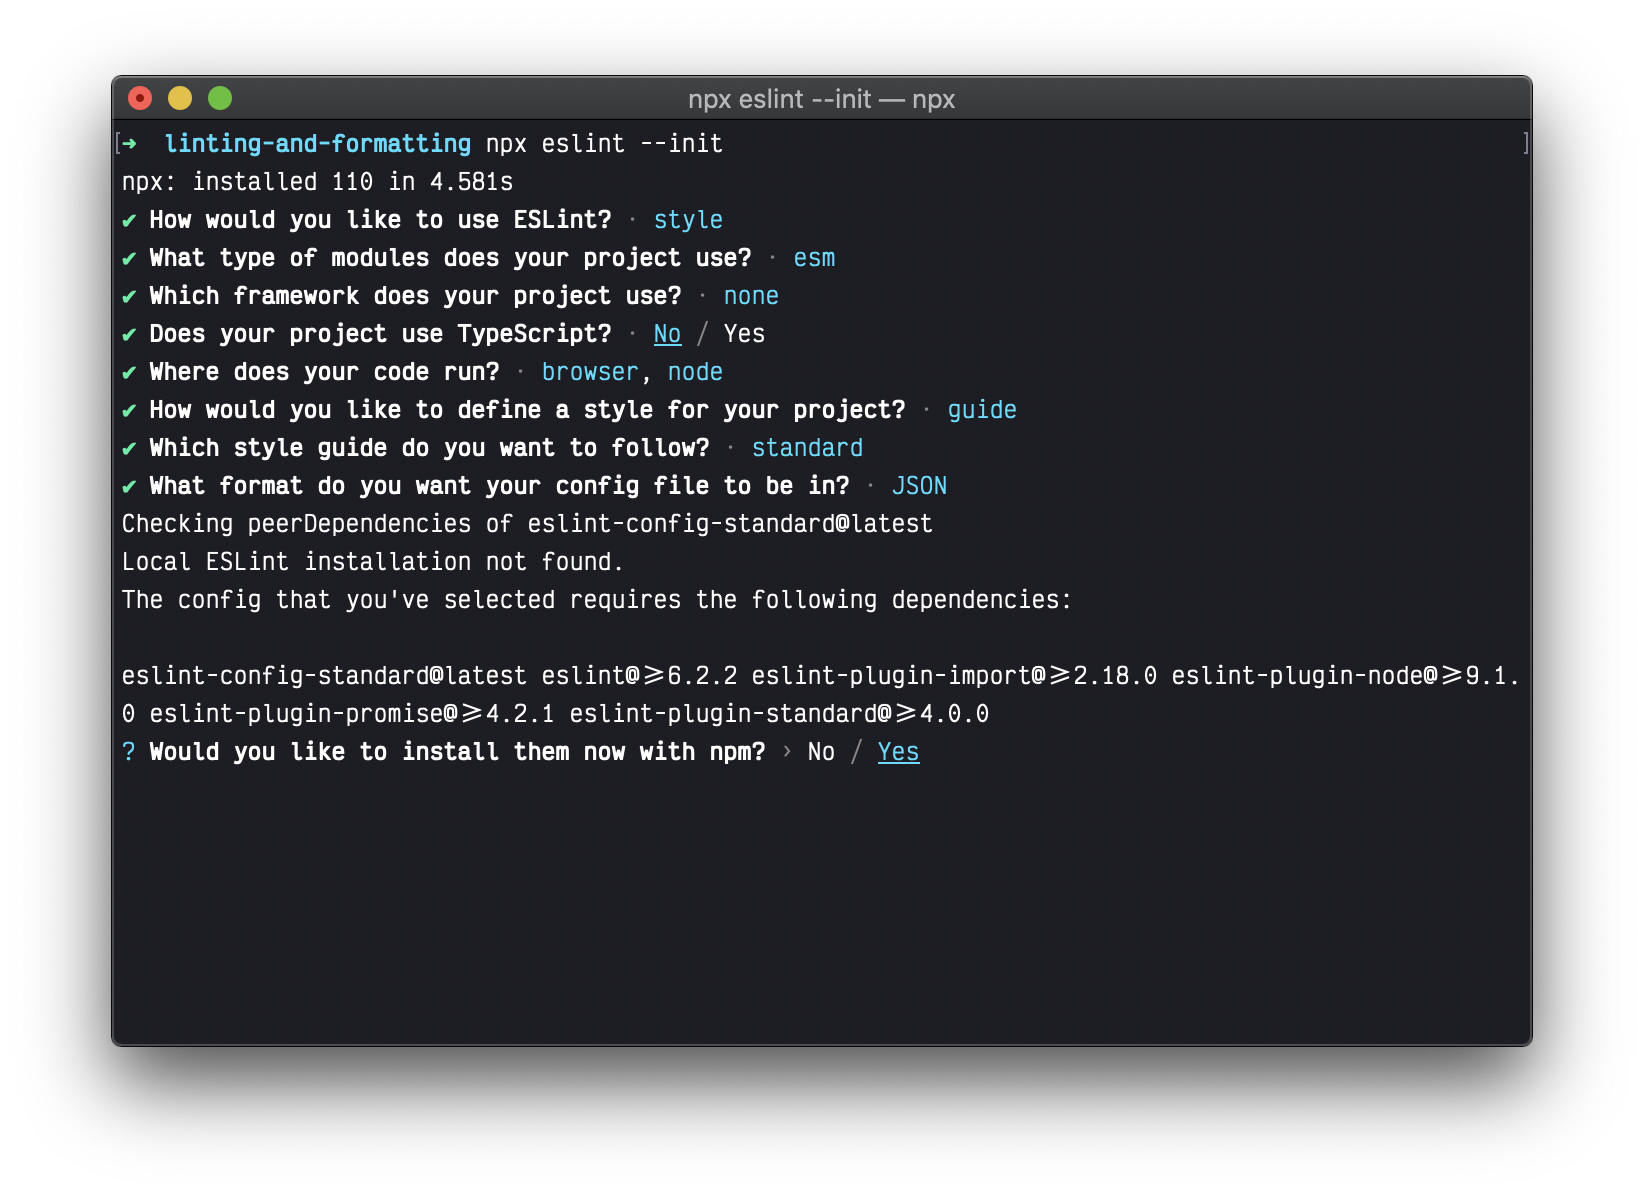 npx eslint --init — npx
[➜  linting-and-formatting npx eslint --init ]
npx: installed 110 in 4.581s
✔ How would you like to use ESLint? · style
✔ What type of modules does your project use? · esm
✔ Which framework does your project use? · none
✔ Does your project use TypeScript? · No / Yes
✔ Where does your code run? · browser, node
✔ How would you like to define a style for your project? · guide
✔ Which style guide do you want to follow? · standard
✔ What format do you want your config file to be in? · JSON
Checking peerDependencies of eslint-config-standard@latest
Local ESLint installation not found.
The config that you've selected requires the following dependencies:
eslint-config-standard@latest eslint@>=6.2.2 eslint-plugin-import@>=2.18.0 eslint-plugin-node@>=9.1.
0 eslint-plugin-promise@>=4.2.1 eslint-plugin-standard@>=4.0.0
? Would you like to install them now with npm? › No / Yes